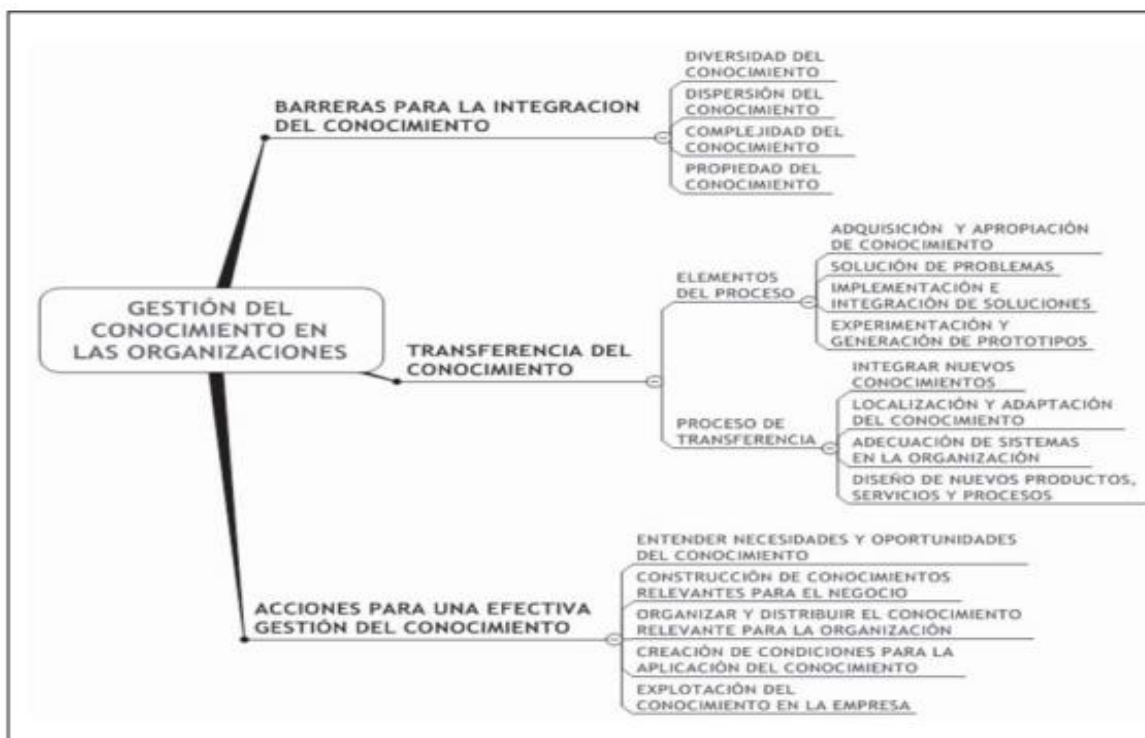 DIVERSIDAD DEL
CONOCIMIENTO
BARRERAS PARA LA INTEGRACION
DEL CONOCIMIENTO
DISPERSIÓN DEL
CONOCIMIENTO
COMPLEJIDAD DEL
CONOCIMIENTO
PROPIEDAD DEL
CONOCIMIENTO
GESTIÓN DEL
CONOCIMIENTO EN
LAS ORGANIZACIONES
TRANSFERENCIA DEL
CONOCIMIENTO
ELEMENTOS
DEL PROCESO
ADQUISICIÓN Y APROPIACIÓN
DE CONOCIMIENTO
SOLUCIÓN DE PROBLEMAS
IMPLEMENTACIÓN E
INTEGRACIÓN DE SOLUCIONES
EXPERIMENTACIÓN Y
GENERACIÓN DE PROTOTIPOS
PROCESO DE
TRANSFERENCIA
INTEGRAR NUEVOS
CONOCIMIENTOS
LOCALIZACIÓN Y ADAPTACIÓN
DEL CONOCIMIENTO
ADECUACIÓN DE SISTEMAS
EN LA ORGANIZACIÓN
DISEÑO DE NUEVOS PRODUCTOS,
SERVICIOS Y PROCESOS
ACCIONES PARA UNA EFECTIVA
GESTIÓN DEL CONOCIMIENTO
ENTENDER NECESIDADES Y OPORTUNIDADES
DEL CONOCIMIENTO
CONSTRUCCIÓN DE CONOCIMIENTOS
RELEVANTES PARA EL NEGOCIO
ORGANIZAR Y DISTRIBUIR EL CONOCIMIENTO
RELEVANTE PARA LA ORGANIZACIÓN
CREACIÓN DE CONDICIONES PARA LA
APLICACIÓN DEL CONOCIMIENTO
EXPLOTACIÓN DEL
CONOCIMIENTO EN LA EMPRESA